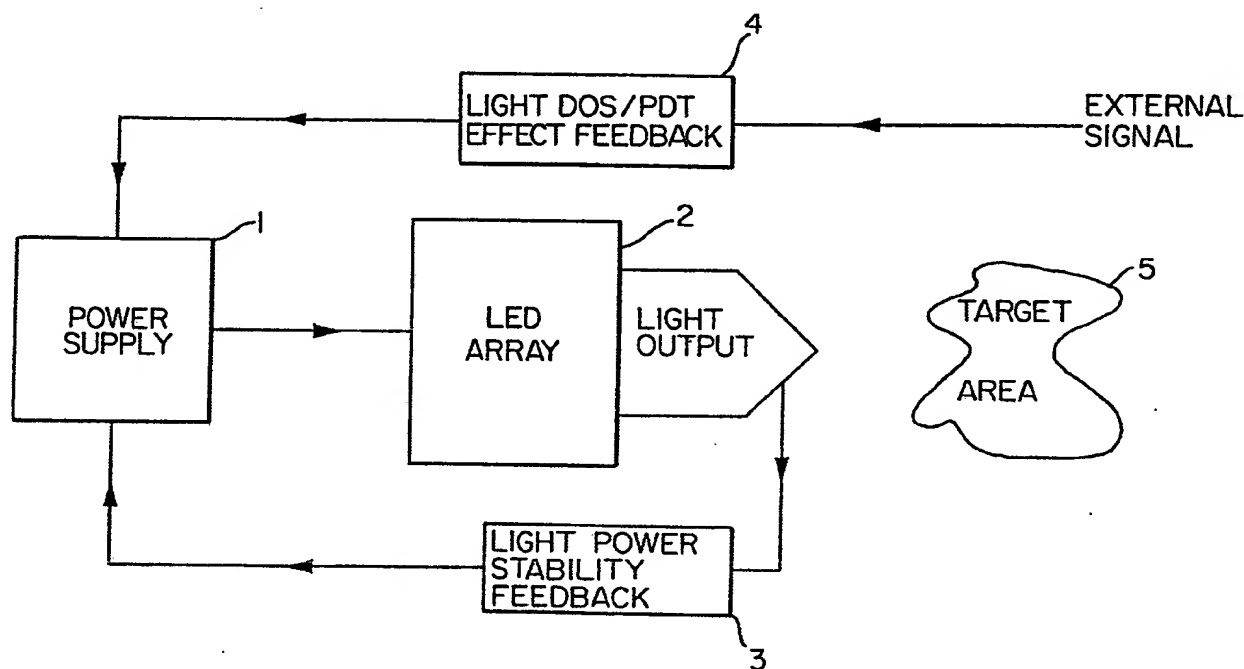 4
LIGHT DOS/PDT
EFFECT FEEDBACK
EXTERNAL
SIGNAL
1
POWER
SUPPLY
2
LED
ARRAY
LIGHT
OUTPUT
5
TARGET
AREA
LIGHT POWER
STABILITY
FEEDBACK
3